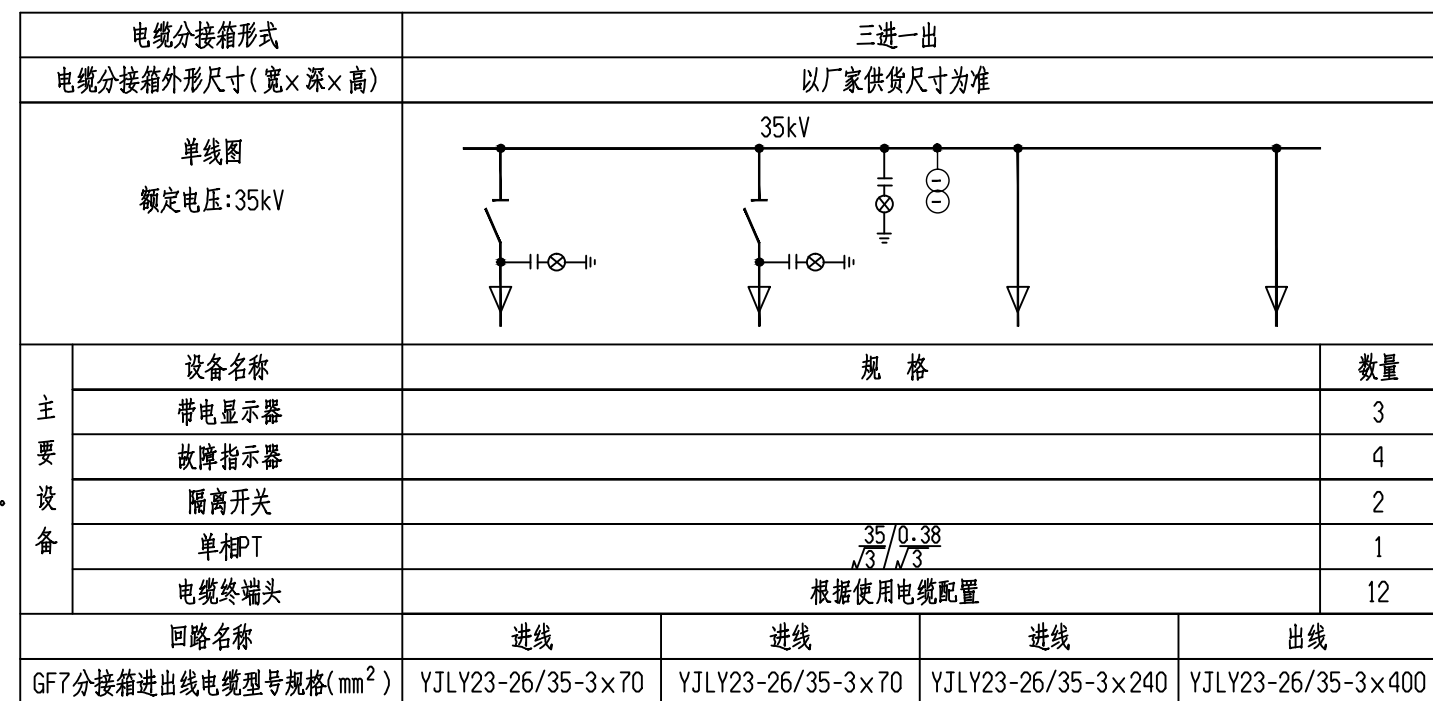 电缆分接箱形式 三进一出
电缆分接箱外形尺寸(宽×深×高) 以厂家供货尺寸为准
单线图
额定电压:35kV
35kV
主要设备
设备名称 规 格 数量
带电显示器 3
故障指示器 4
隔离开关 2
单相PT 35/√3/0.38/√3 1
电缆终端头 根据使用电缆配置 12
回路名称 进线 进线 进线 出线
GF7分接箱进出线电缆型号规格(mm²) YJLY23-26/35-3×70 YJLY23-26/35-3×70 YJLY23-26/35-3×240 YJLY23-26/35-3×400
。